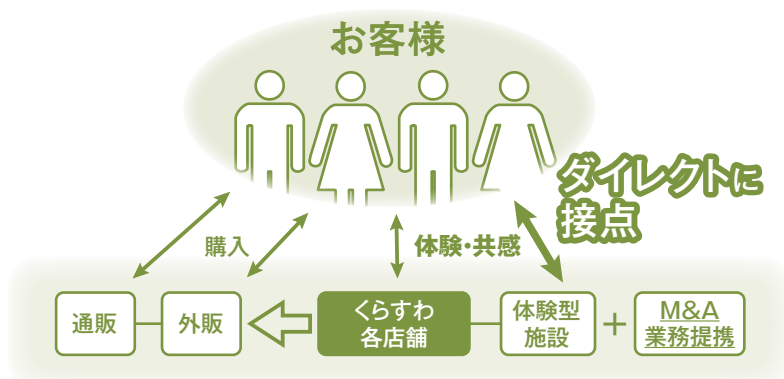 お客様
ダイレクトに
接点
購入
体験・共感
通販
外販
くらすわ
各店舗
体験型
施設
+
M&A
業務提携